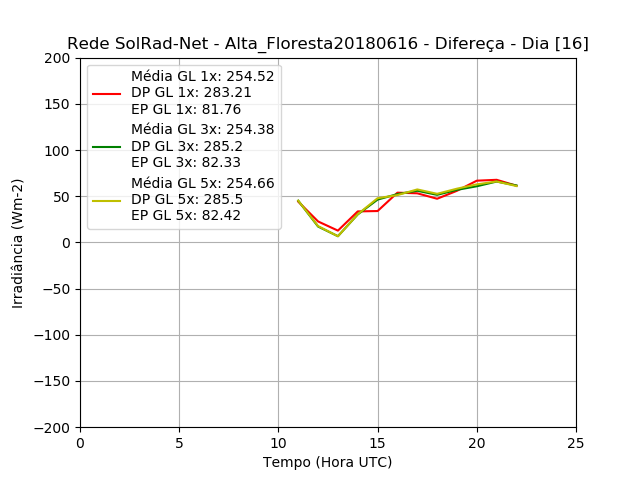 Rede SolRad-Net - Alta_Floresta20180616 - Difereça - Dia [16]
Média GL 1x: 254.52
DP GL 1x: 283.21
EP GL 1x: 81.76
Média GL 3x: 254.38
DP GL 3x: 285.2
EP GL 3x: 82.33
Média GL 5x: 254.66
DP GL 5x: 285.5
EP GL 5x: 82.42
200
150
100
50
0
−50
−100
−150
−200
Irradiância (Wm-2)
0 5 10 15 20 25
Tempo (Hora UTC)